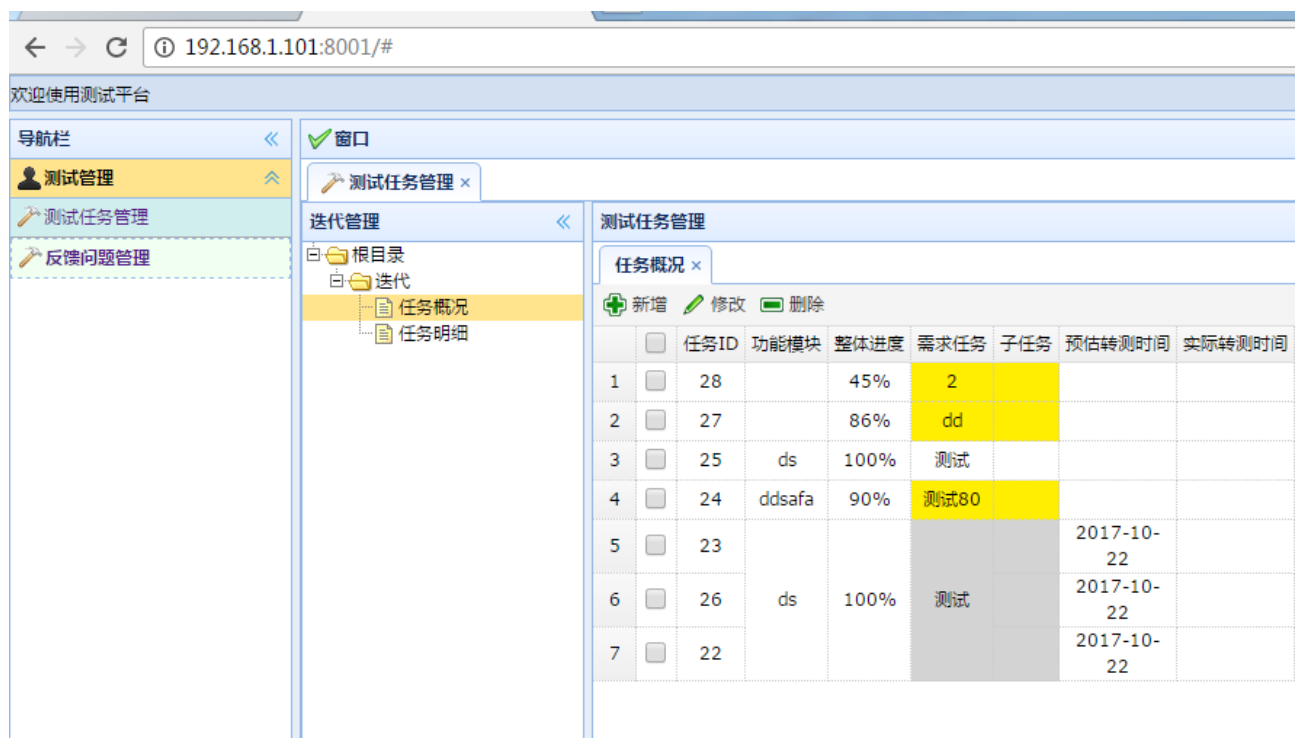 192.168.1.101:8001/#
欢迎使用测试平台
导航栏
窗口
测试管理
测试任务管理
测试任务管理
反馈问题管理
迭代管理
根目录
迭代
任务概况
任务明细
测试任务管理
任务概况
新增 修改 删除
任务ID 功能模块 整体进度 需求任务 子任务 预估转测时间 实际转测时间
1 28 45% 2
2 27 86% dd
3 25 ds 100% 测试
4 24 ddsafa 90% 测试80
5 23 2017-10-
22
6 26 ds 100% 测试 2017-10-
22
7 22 2017-10-
22